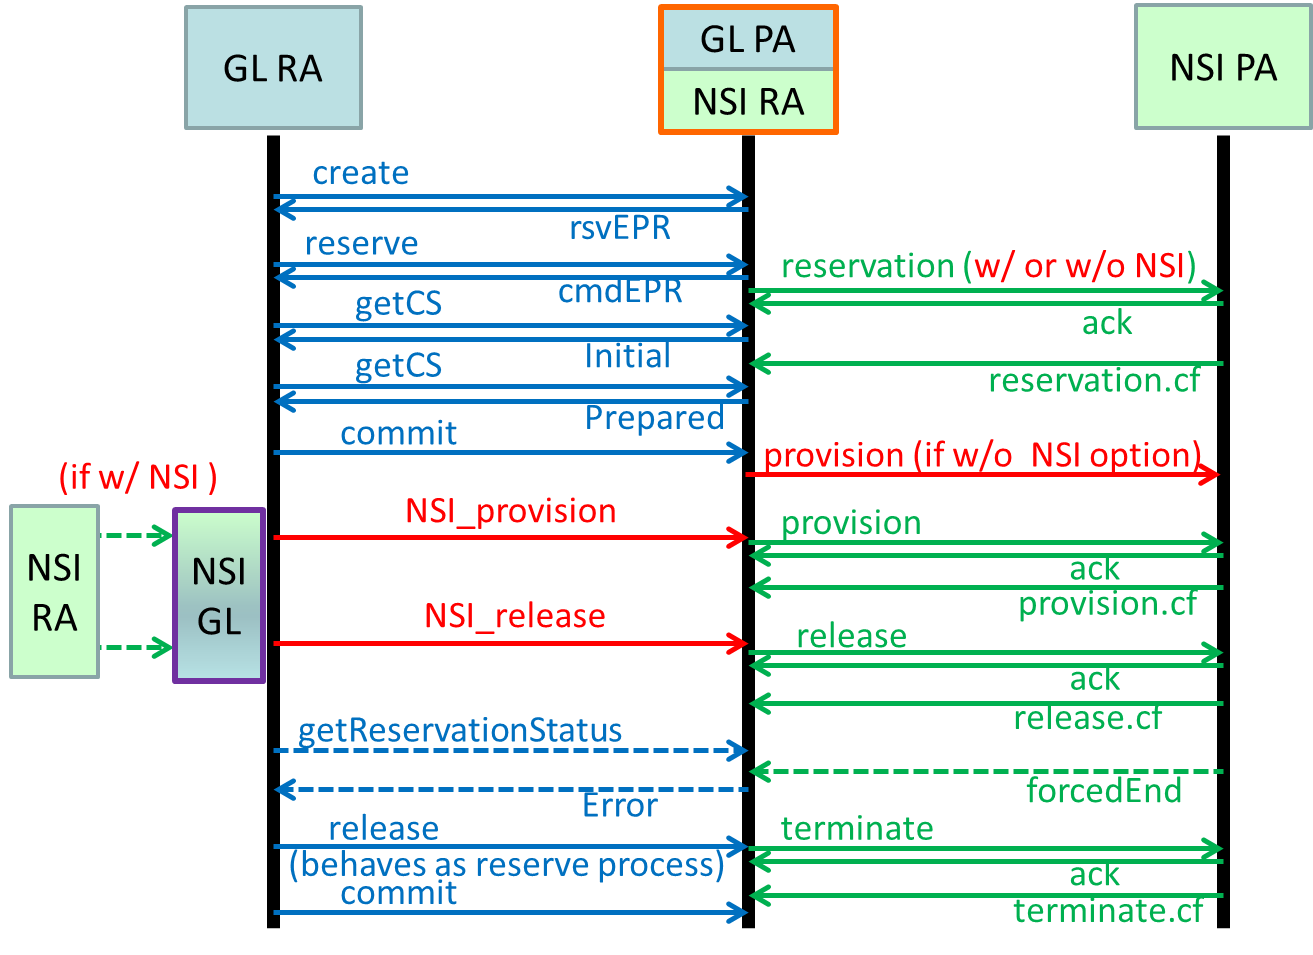 GL RA
GL PA
NSI RA
NSI PA
create
rsvEPR
reserve
reservation (w/ or w/o NSI)
cmdEPR
getCS
ack
Initial
getCS
reservation.cf
Prepared
commit
provision (if w/o  NSI option)
(if w/ NSI )
NSI_provision
provision
NSI
RA
NSI
GL
ack
provision.cf
NSI_release
release
ack
release.cf
getReservationStatus
forcedEnd
Error
release
terminate
(behaves as reserve process)
ack
commit
terminate.cf